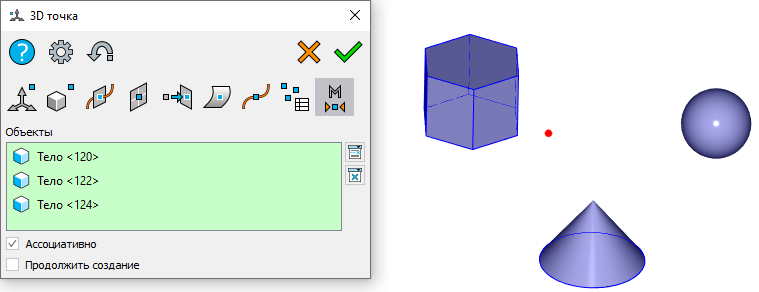 3D точка
Объекты
Тело <120>
Тело <122>
Тело <124>
Ассоциативно
Продолжить создание